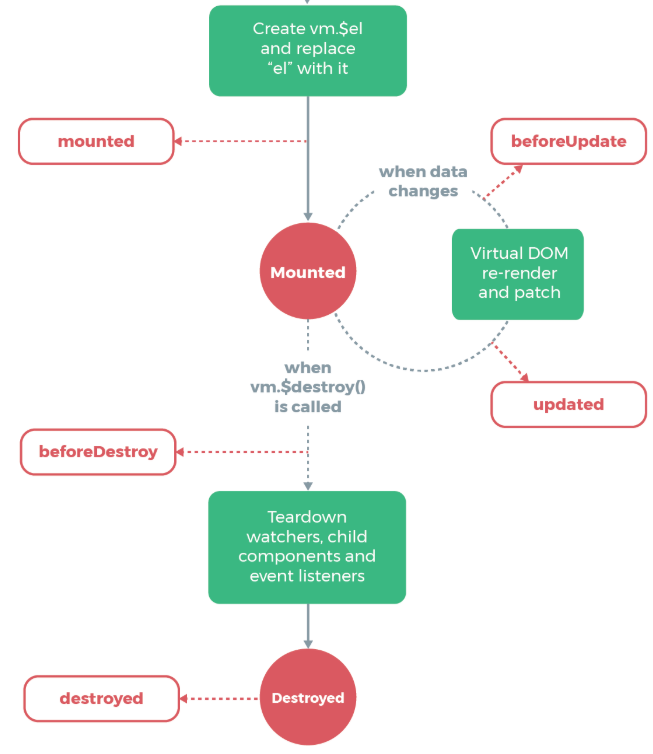 Create vm.$el
and replace
“el” with it
mounted
beforeUpdate
when data
changes
Mounted
Virtual DOM
re-render
and patch
when
vm.$destroy()
is called
updated
beforeDestroy
Teardown
watchers, child
components and
event listeners
destroyed
Destroyed